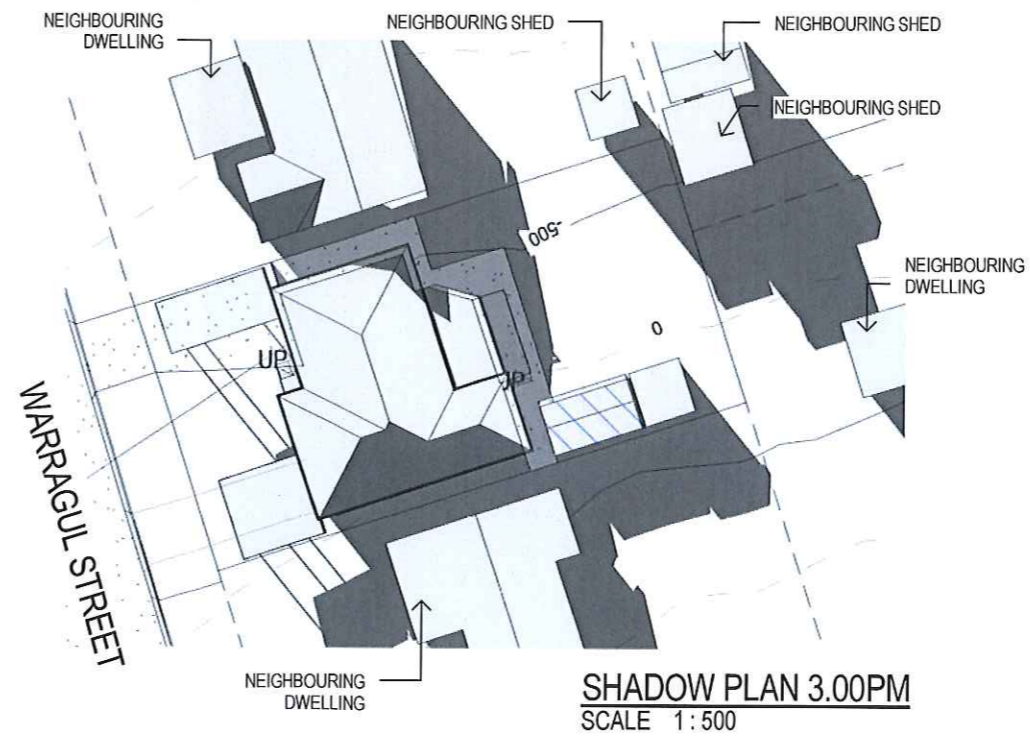 NEIGHBOURING
DWELLING
NEIGHBOURING SHED
NEIGHBOURING SHED
NEIGHBOURING SHED
-500
NEIGHBOURING
DWELLING
0
UP
UP
WARRAGUL STREET
NEIGHBOURING
DWELLING
SHADOW PLAN 3.00PM
SCALE 1 : 500